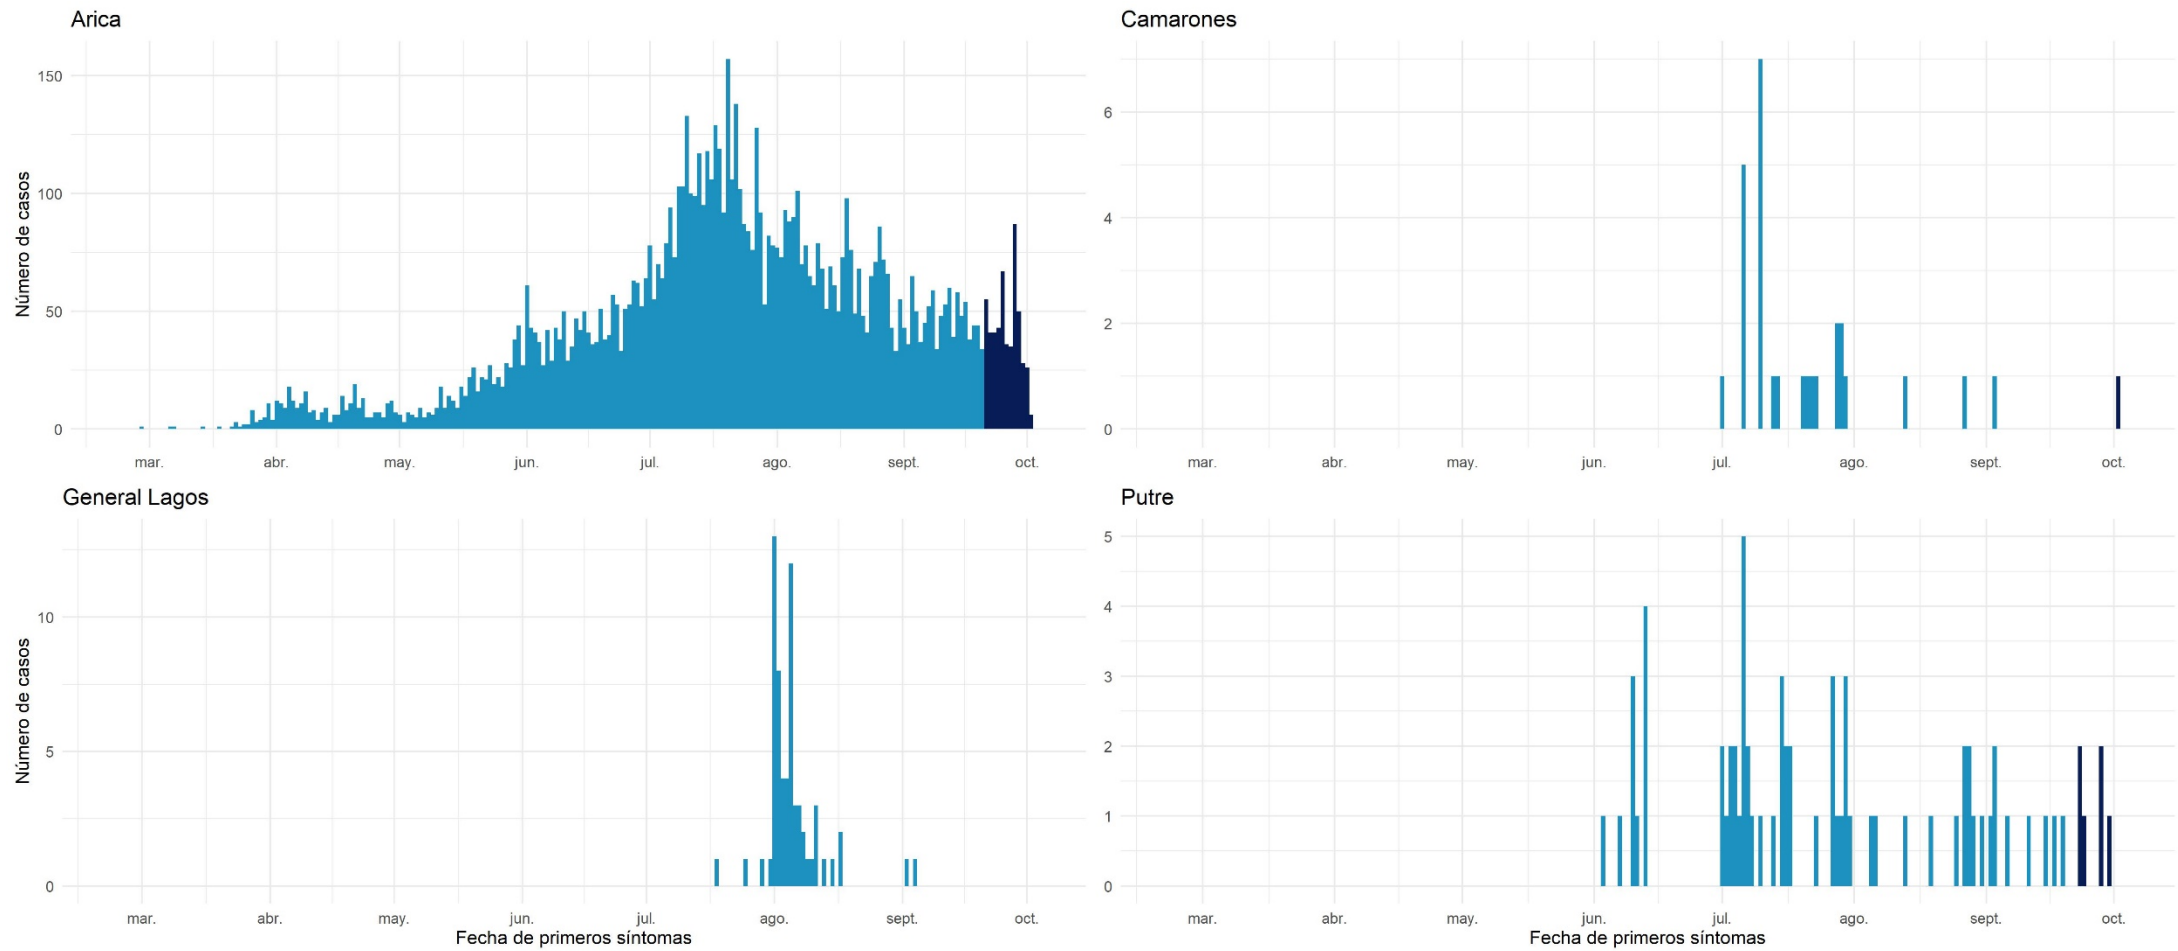 Arica
Número de casos
150
100
50
0
mar. abr. may. jun. jul. ago. sept. oct.
Camarones
6
4
2
0
mar. abr. may. jun. jul. ago. sept. oct.
General Lagos
Número de casos
10
5
0
mar. abr. may. jun. jul. ago. sept. oct.
Fecha de primeros síntomas
Putre
5
4
3
2
1
0
mar. abr. may. jun. jul. ago. sept. oct.
Fecha de primeros síntomas